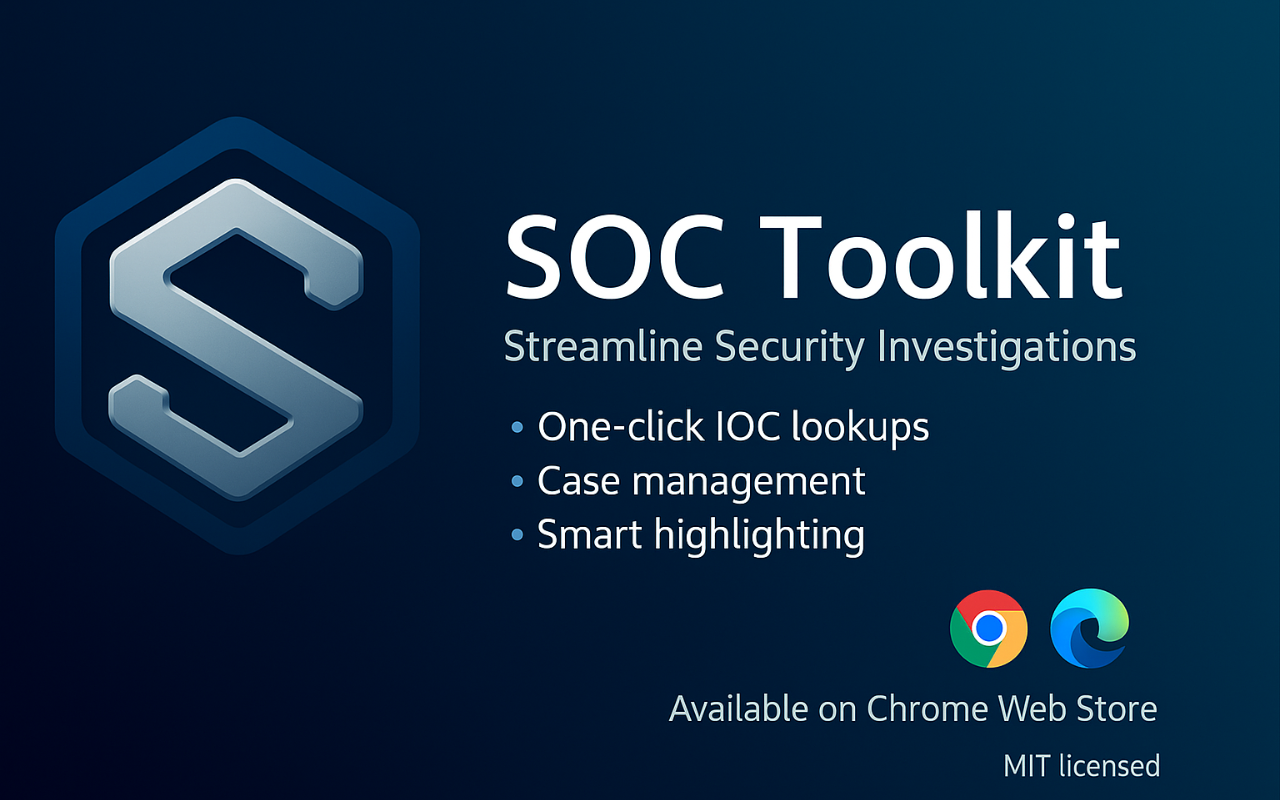 S
SOC Toolkit
Streamline Security Investigations
• One-click IOC lookups
• Case management
• Smart highlighting
Available on Chrome Web Store
MIT licensed